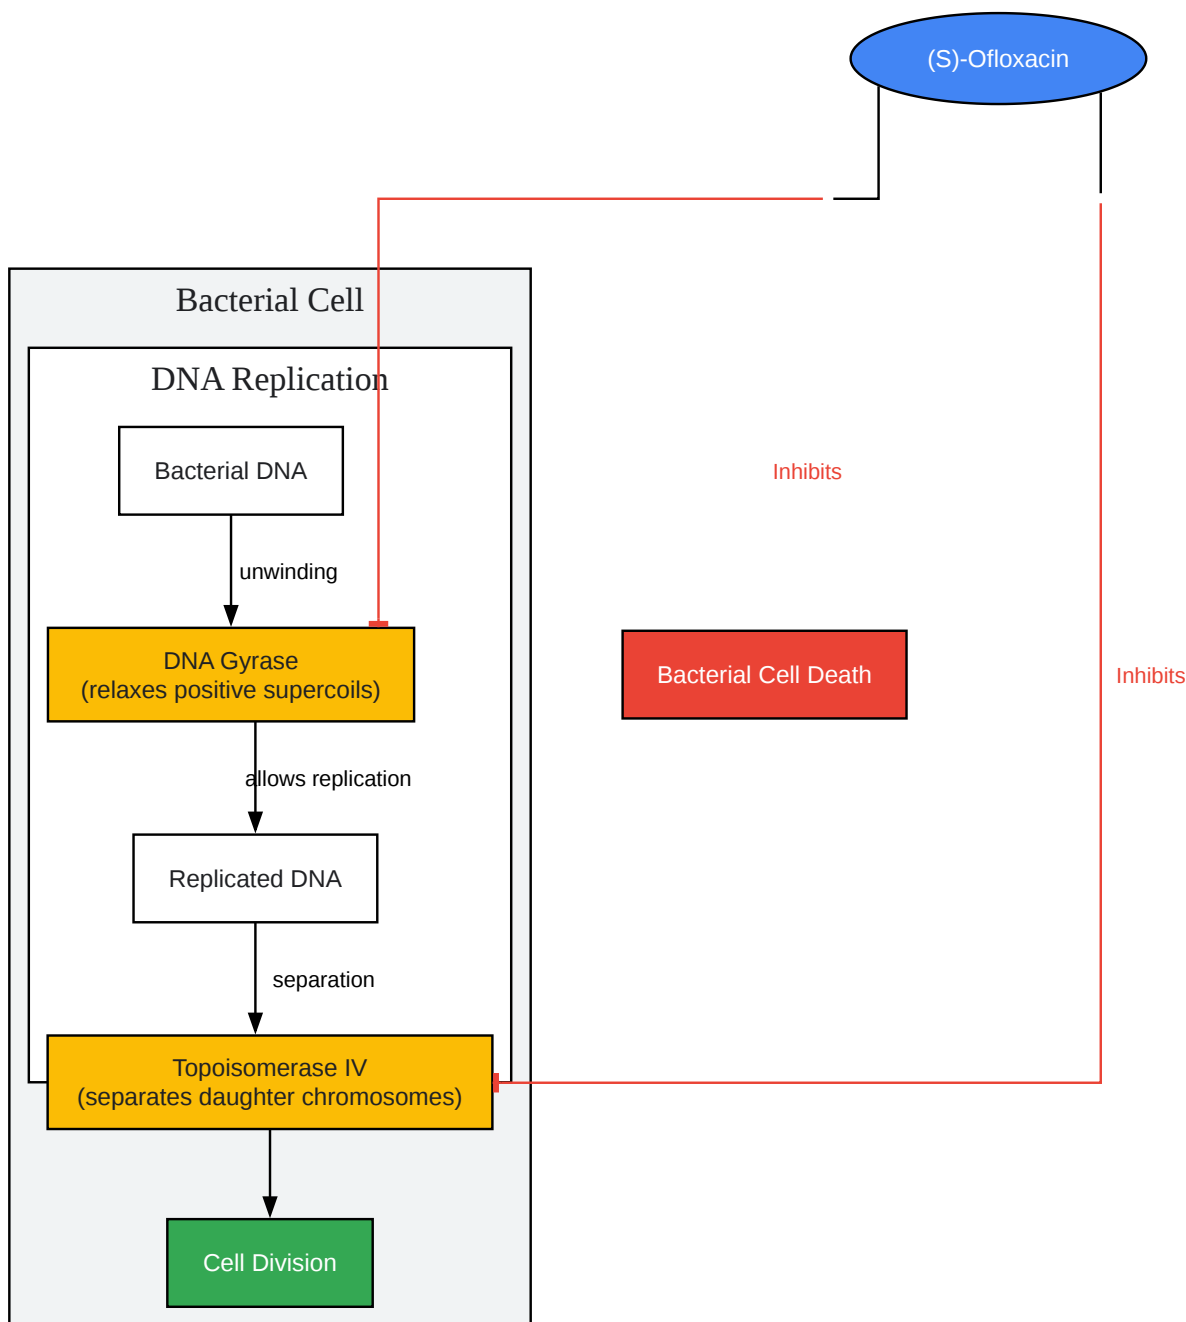 (S)-Ofloxacin
Bacterial Cell
DNA Replication
Bacterial DNA
Inhibits
unwinding
DNA Gyrase
(relaxes positive supercoils)
Bacterial Cell Death
Inhibits
allows replication
Replicated DNA
separation
Topoisomerase IV
(separates daughter chromosomes)
Cell Division